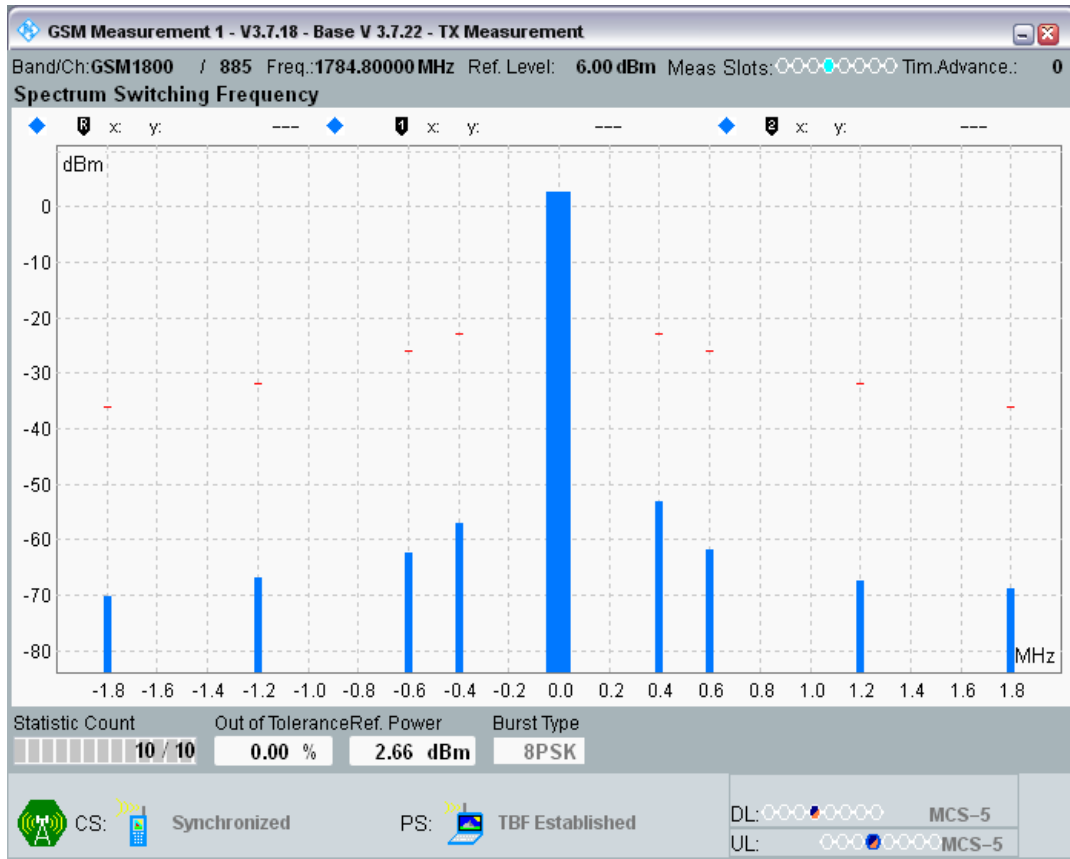 GSM Measurement 1 - V3.7.18 - Base V 3.7.22 - TX Measurement
Band/Ch:GSM1800 / 885 Freq.:1784.80000 MHz Ref. Level: 6.00 dBm Meas Slots: Tim.Advance.: 0
Spectrum Switching Frequency
R x: y: --- 1 x: y: --- 2 x: y: ---
dBm
0
-10
-20
-30
-40
-50
-60
-70
-80
MHz
-1.8 -1.6 -1.4 -1.2 -1.0 -0.8 -0.6 -0.4 -0.2 0.0 0.2 0.4 0.6 0.8 1.0 1.2 1.4 1.6 1.8
Statistic Count Out of Tolerance Ref. Power Burst Type
10 / 10 0.00 % 2.66 dBm 8PSK
CS: Synchronized PS: TBF Established DL: MCS-5
UL: MCS-5